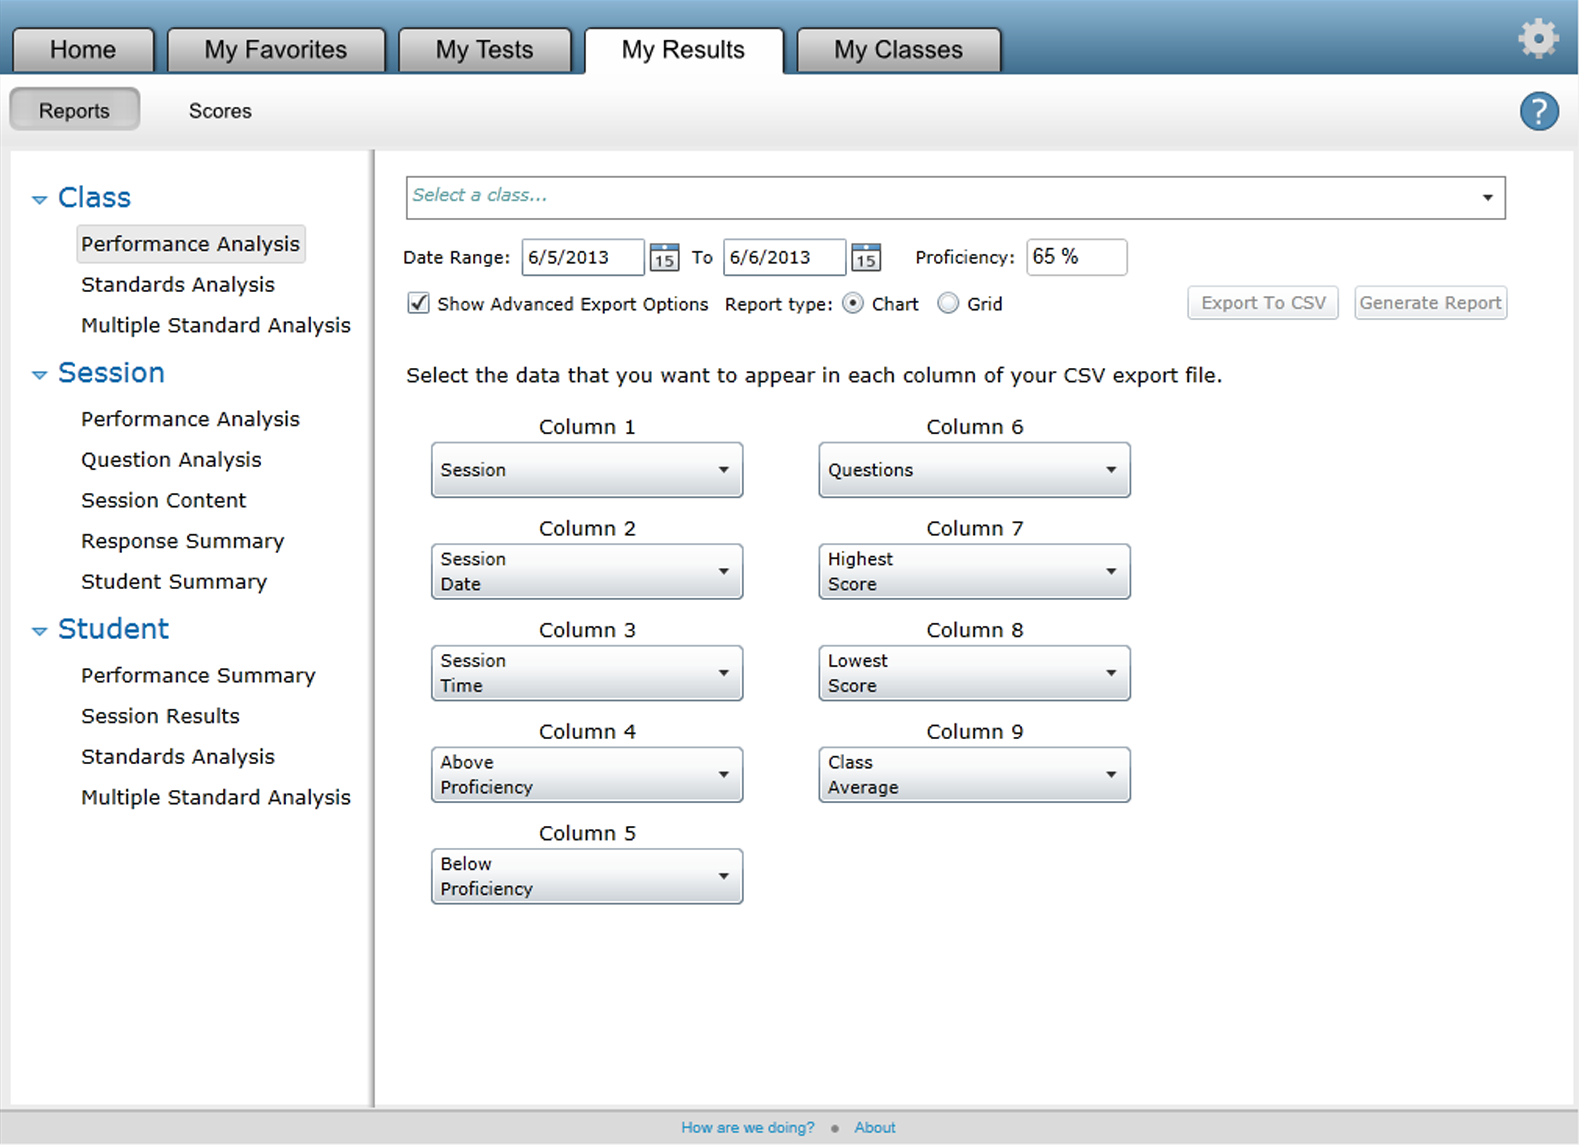 Home
My Favorites
My Tests
My Results
My Classes
Reports
Scores
?
Class
Performance Analysis
Standards Analysis
Multiple Standard Analysis
Session
Performance Analysis
Question Analysis
Session Content
Response Summary
Student Summary
Student
Performance Summary
Session Results
Standards Analysis
Multiple Standard Analysis
Select a class...
Date Range: 6/5/2013 15 To 6/6/2013 15 Proficiency: 65 %
Show Advanced Export Options Report type: Chart Grid Export To CSV Generate Report
Select the data that you want to appear in each column of your CSV export file.
Column 1
Session
Column 2
Session
Date
Column 3
Session
Time
Column 4
Above
Proficiency
Column 5
Below
Proficiency
Column 6
Questions
Column 7
Highest
Score
Column 8
Lowest
Score
Column 9
Class
Average
How are we doing? • About